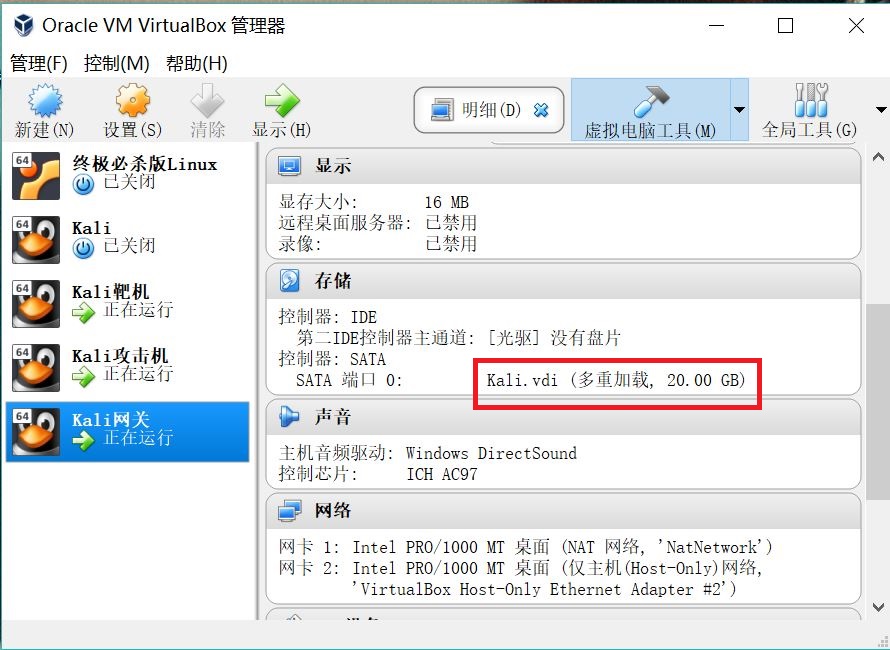 Oracle VM VirtualBox 管理器
管理(F) 控制(M) 帮助(H)
新建(N) 设置(S) 清除 显示(H) 明细(D) 虚拟电脑工具(M) 全局工具(G)
64 终极必杀版Linux
已关闭
64 Kali
已关闭
64 Kali靶机
正在运行
64 Kali攻击机
正在运行
64 Kali网关
正在运行
显示
显存大小: 16 MB
远程桌面服务器: 已禁用
录像: 已禁用
存储
控制器: IDE
第二IDE控制器主通道: [光驱] 没有盘片
控制器: SATA
SATA 端口 0: Kali.vdi (多重加载, 20.00 GB)
声音
主机音频驱动: Windows DirectSound
控制芯片: ICH AC97
网络
网卡 1: Intel PRO/1000 MT 桌面 (NAT 网络, 'NatNetwork')
网卡 2: Intel PRO/1000 MT 桌面 (仅主机(Host-Only)网络,
'VirtualBox Host-Only Ethernet Adapter #2')